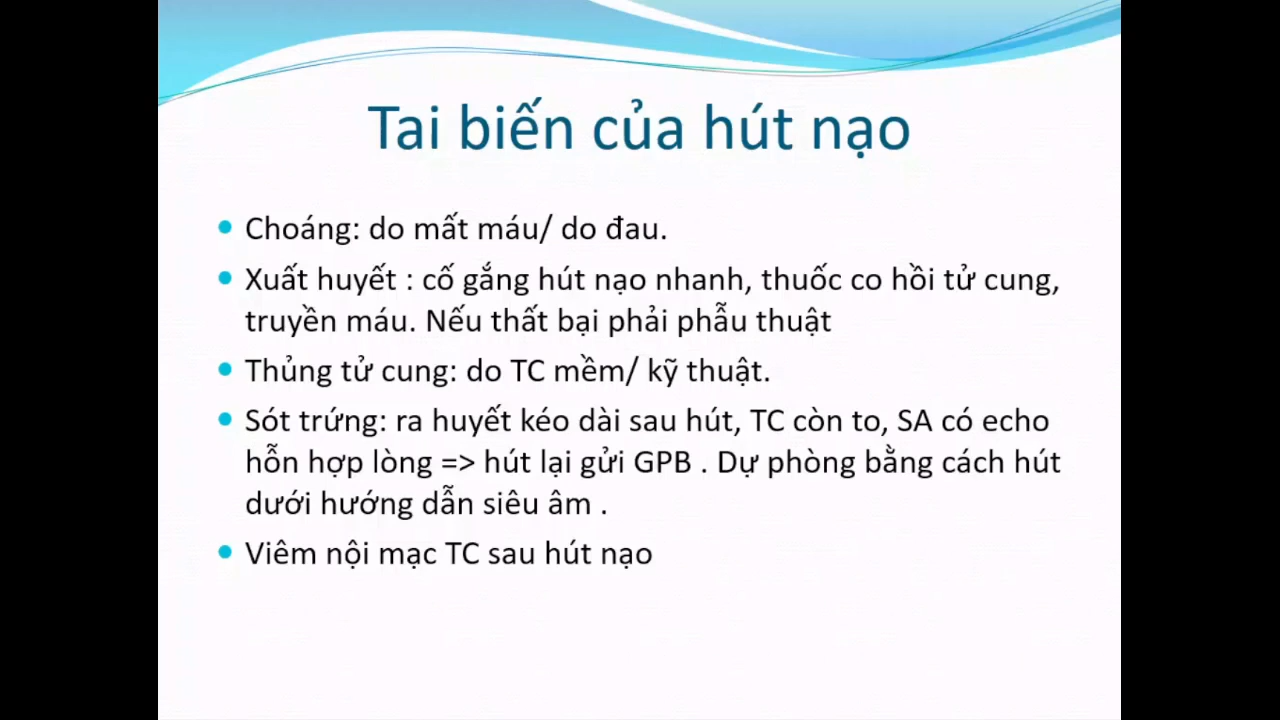 Tai biến của hút nạo
• Choáng: do mất máu/ do đau.
• Xuất huyết : cố gắng hút nạo nhanh, thuốc co hồi tử cung,
truyền máu. Nếu thất bại phải phẫu thuật
• Thủng tử cung: do TC mềm/ kỹ thuật.
• Sót trứng: ra huyết kéo dài sau hút, TC còn to, SA có echo
hỗn hợp lòng => hút lại gửi GPB . Dự phòng bằng cách hút
dưới hướng dẫn siêu âm .
• Viêm nội mạc TC sau hút nạo